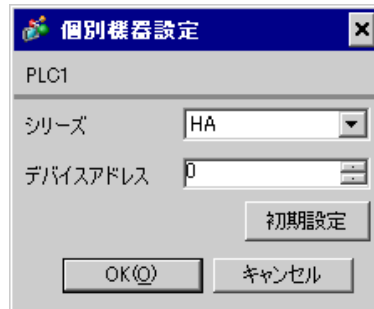 個別機器設定
PLC1
シリーズ HA
デバイスアドレス 0
初期設定
OK(O) キャンセル